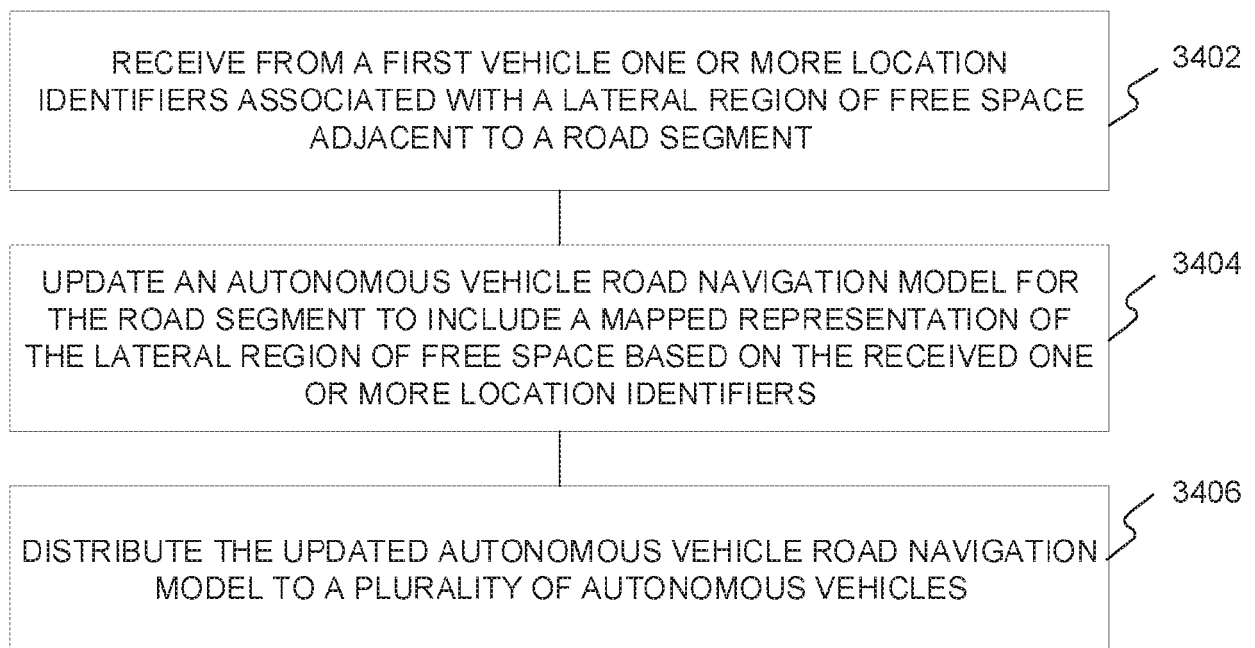 RECEIVE FROM A FIRST VEHICLE ONE OR MORE LOCATION
IDENTIFIERS ASSOCIATED WITH A LATERAL REGION OF FREE SPACE
ADJACENT TO A ROAD SEGMENT
3402
UPDATE AN AUTONOMOUS VEHICLE ROAD NAVIGATION MODEL FOR
THE ROAD SEGMENT TO INCLUDE A MAPPED REPRESENTATION OF
THE LATERAL REGION OF FREE SPACE BASED ON THE RECEIVED ONE
OR MORE LOCATION IDENTIFIERS
3404
DISTRIBUTE THE UPDATED AUTONOMOUS VEHICLE ROAD NAVIGATION
MODEL TO A PLURALITY OF AUTONOMOUS VEHICLES
3406